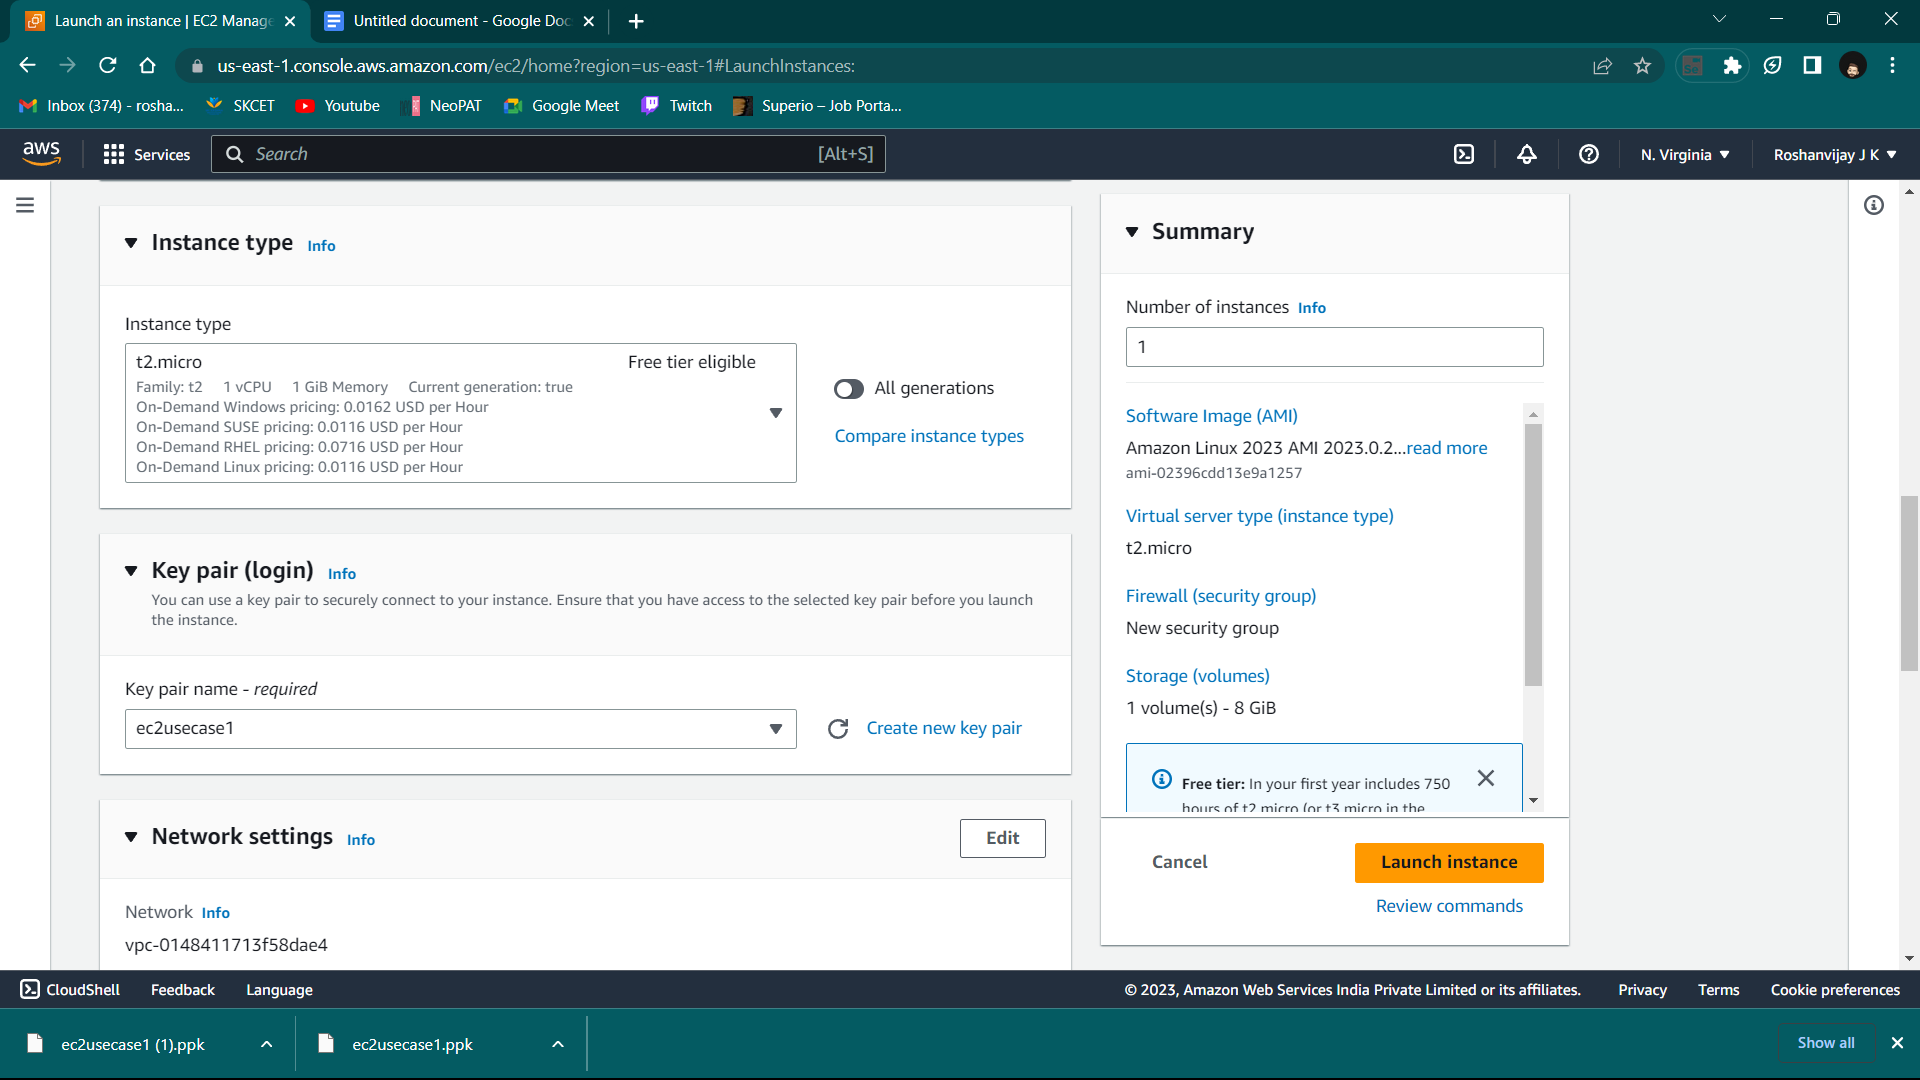 Launch an instance | EC2 Manage
Untitled document - Google Doc
us-east-1.console.aws.amazon.com/ec2/home?region=us-east-1#LaunchInstances:
Inbox (374) - rosha...
SKCET
Youtube
NeoPAT
Google Meet
Twitch
Superio – Job Porta...
aws
Services
Search
[Alt+S]
N. Virginia
Roshanvijay J K
Instance type Info
Instance type
t2.micro
Free tier eligible
Family: t2 1 vCPU 1 GiB Memory Current generation: true
On-Demand Windows pricing: 0.0162 USD per Hour
On-Demand SUSE pricing: 0.0116 USD per Hour
On-Demand RHEL pricing: 0.0716 USD per Hour
On-Demand Linux pricing: 0.0116 USD per Hour
All generations
Compare instance types
Key pair (login) Info
You can use a key pair to securely connect to your instance. Ensure that you have access to the selected key pair before you launch
the instance.
Key pair name - required
ec2usecase1
Create new key pair
Network settings Info
Edit
Network Info
vpc-0148411713f58dae4
Summary
Number of instances Info
1
Software Image (AMI)
Amazon Linux 2023 AMI 2023.0.2...read more
ami-02396cdd13e9a1257
Virtual server type (instance type)
t2.micro
Firewall (security group)
New security group
Storage (volumes)
1 volume(s) - 8 GiB
Free tier: In your first year includes 750
hours of t2.micro (or t3.micro in the
Cancel
Launch instance
Review commands
CloudShell
Feedback
Language
© 2023, Amazon Web Services India Private Limited or its affiliates.
Privacy
Terms
Cookie preferences
ec2usecase1 (1).ppk
ec2usecase1.ppk
Show all